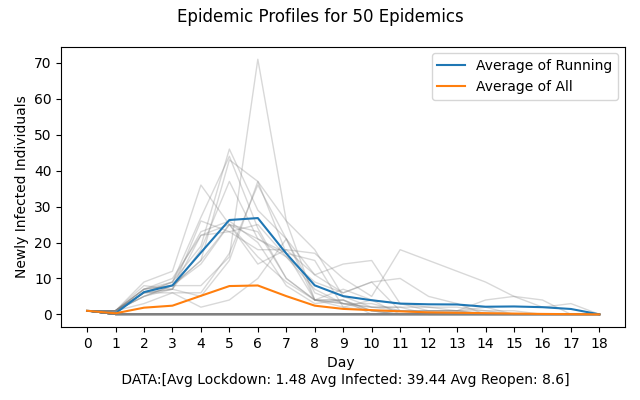 Epidemic Profiles for 50 Epidemics
Newly Infected Individuals
70
60
50
40
30
20
10
0
Average of Running
Average of All
0 1 2 3 4 5 6 7 8 9 10 11 12 13 14 15 16 17 18
Day
DATA:[Avg Lockdown: 1.48 Avg Infected: 39.44 Avg Reopen: 8.6]